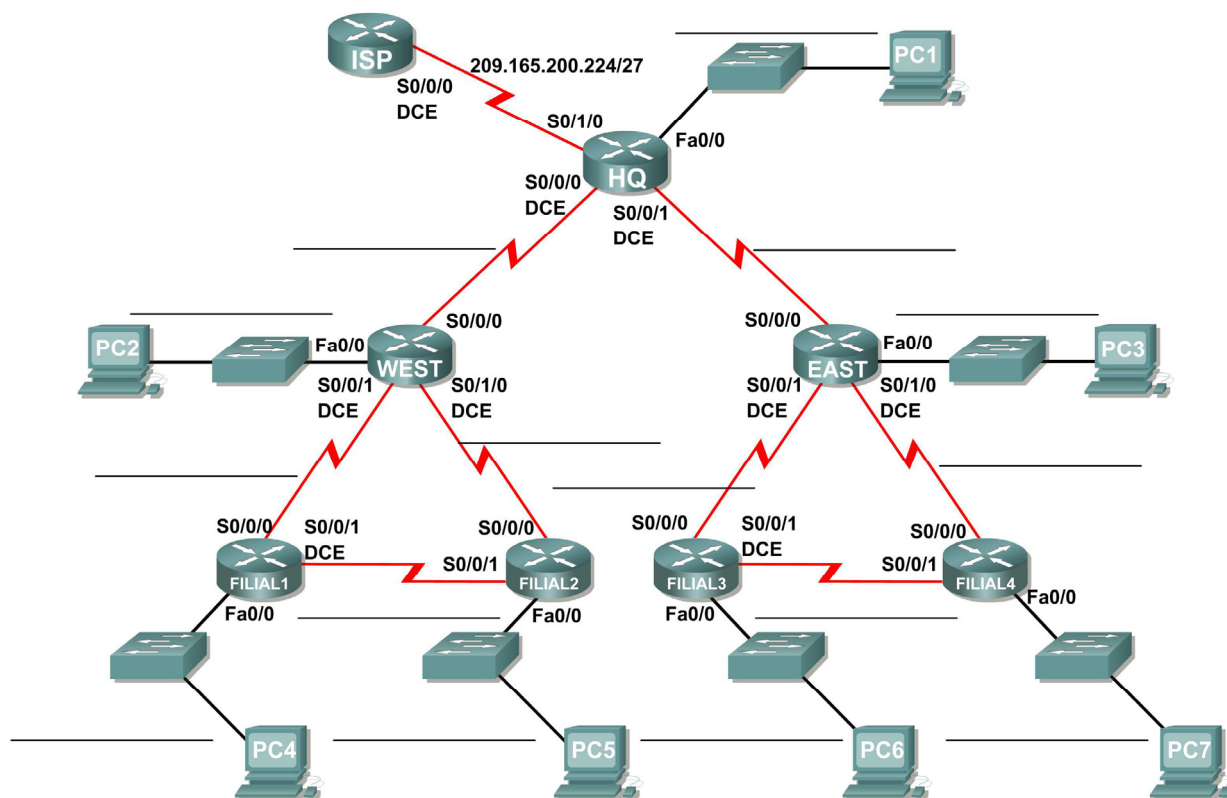 ISP
209.165.200.224/27
PC1
S0/0/0
DCE
S0/1/0
Fa0/0
HQ
S0/0/0
DCE
S0/0/1
DCE
S0/0/0
S0/0/0
PC2
Fa0/0
WEST
Fa0/0
EAST
PC3
S0/0/1
DCE
S0/1/0
DCE
S0/0/1
DCE
S0/1/0
DCE
S0/0/0
S0/0/1
DCE
S0/0/0
S0/0/1
S0/0/0
S0/0/1
DCE
S0/0/0
S0/0/1
FILIAL1
FILIAL2
FILIAL3
FILIAL4
Fa0/0
Fa0/0
Fa0/0
Fa0/0
PC4
PC5
PC6
PC7